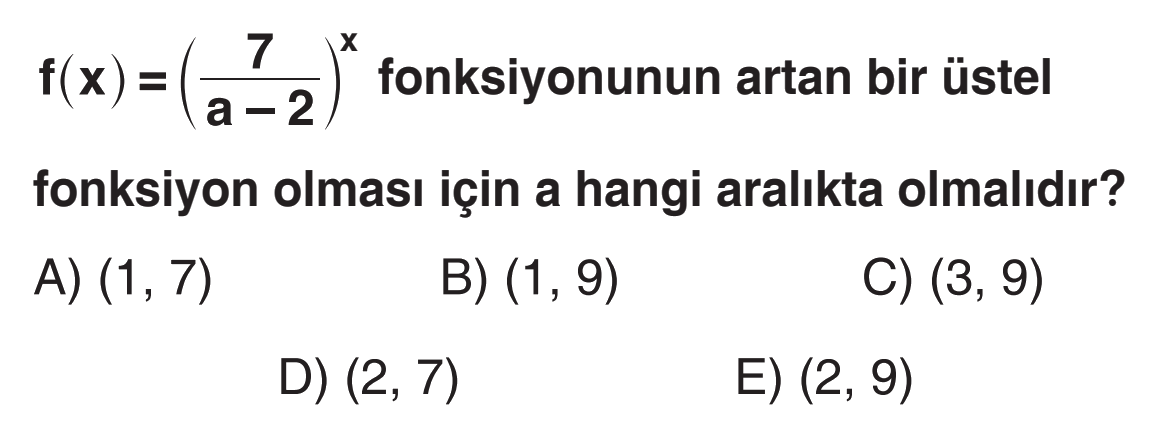 f(x) = (7/(a – 2))^x fonksiyonunun artan bir üstel
fonksiyon olması için a hangi aralıkta olmalıdır?
A) (1, 7) B) (1, 9) C) (3, 9)
D) (2, 7) E) (2, 9)